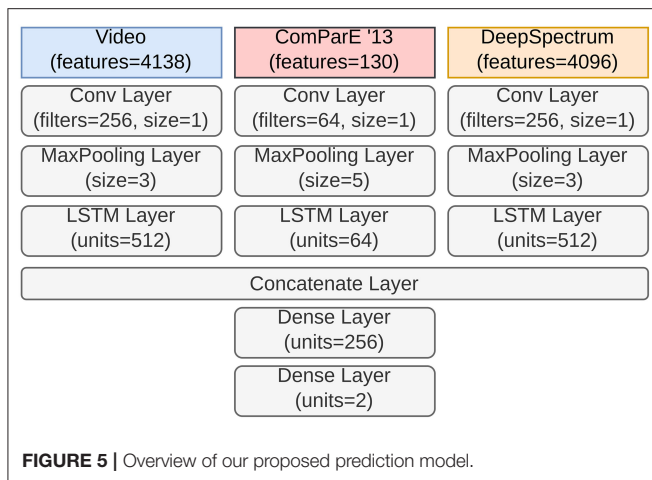 Video
(features=4138)
ComParE '13
(features=130)
DeepSpectrum
(features=4096)
Conv Layer
(filters=256, size=1)
Conv Layer
(filters=64, size=1)
Conv Layer
(filters=256, size=1)
MaxPooling Layer
(size=3)
MaxPooling Layer
(size=5)
MaxPooling Layer
(size=3)
LSTM Layer
(units=512)
LSTM Layer
(units=64)
LSTM Layer
(units=512)
Concatenate Layer
Dense Layer
(units=256)
Dense Layer
(units=2)
FIGURE 5 | Overview of our proposed prediction model.